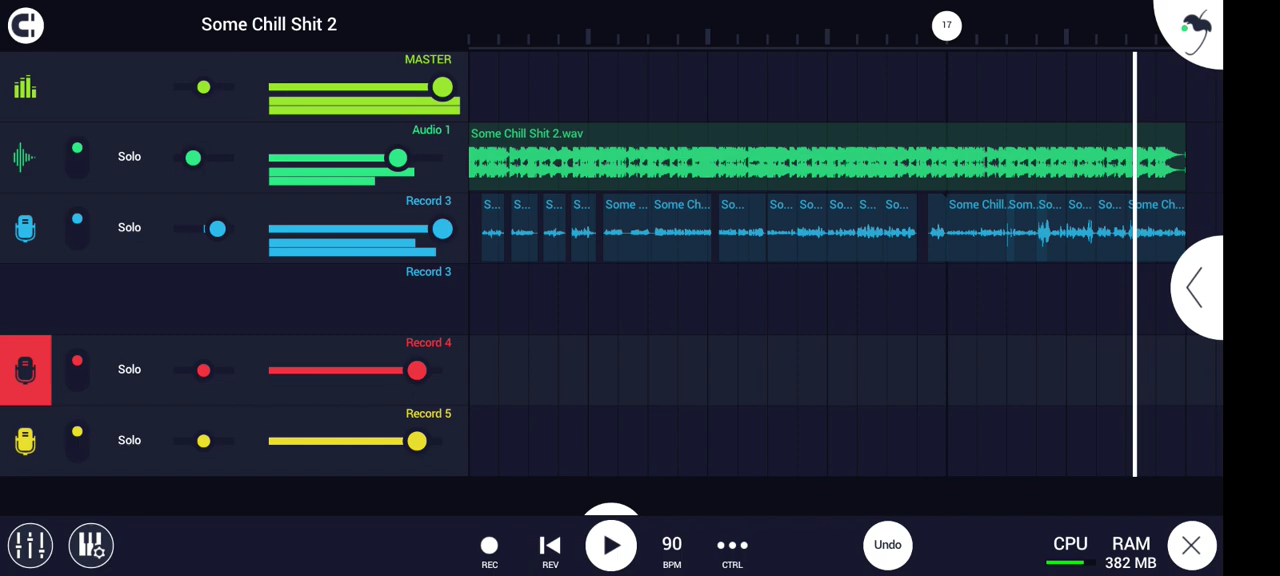 Some Chill Shit 2
17
MASTER
Audio 1
Solo
Some Chill Shit 2.wav
Record 3
Solo
S... S... S... S... Some ... Some Ch... So... So... So... So... S... So... Some Chill... Som... So... So... So... Some Ch...
Record 3
Record 4
Solo
Record 5
Solo
REC
REV
90
BPM
CTRL
Undo
CPU
RAM
382 MB